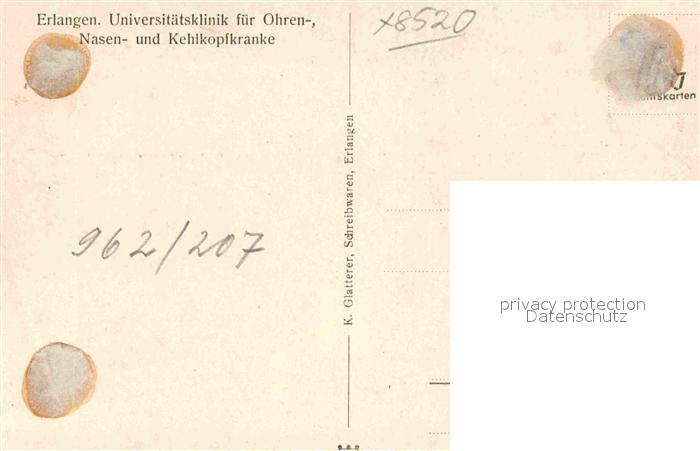 Erlangen. Universitätsklinik für Ohren-,
Nasen- und Kehlkopfkranke
x8520
962/207
K. Glatterer, Schreibwaren, Erlangen
privacy protection
Datenschutz